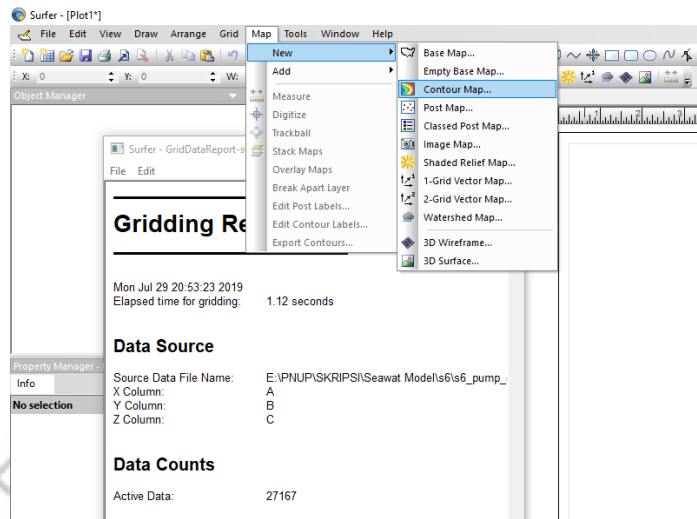 Surfer - [Plot1*]
File Edit View Draw Arrange Grid Map Tools Window Help
X: 0 Y: 0 W:
Object Manager
New
Add
Measure
Digitize
Trackball
Stack Maps
Overlay Maps
Break Apart Layer
Edit Post Labels...
Edit Contour Labels...
Export Contours...
Base Map...
Empty Base Map...
Contour Map...
Post Map...
Classed Post Map...
Image Map...
Shaded Relief Map...
1-Grid Vector Map...
2-Grid Vector Map...
Watershed Map...
3D Wireframe...
3D Surface...
Surfer - GridDataReport-s
File Edit
Gridding Re
Mon Jul 29 20:53:23 2019
Elapsed time for gridding: 1.12 seconds
Data Source
Source Data File Name: E:\PNUP\SKRIPSI\Seawat Model\s6\s6_pump_
X Column: A
Y Column: B
Z Column: C
Data Counts
Active Data: 27167
Property Manager -
Info
No selection